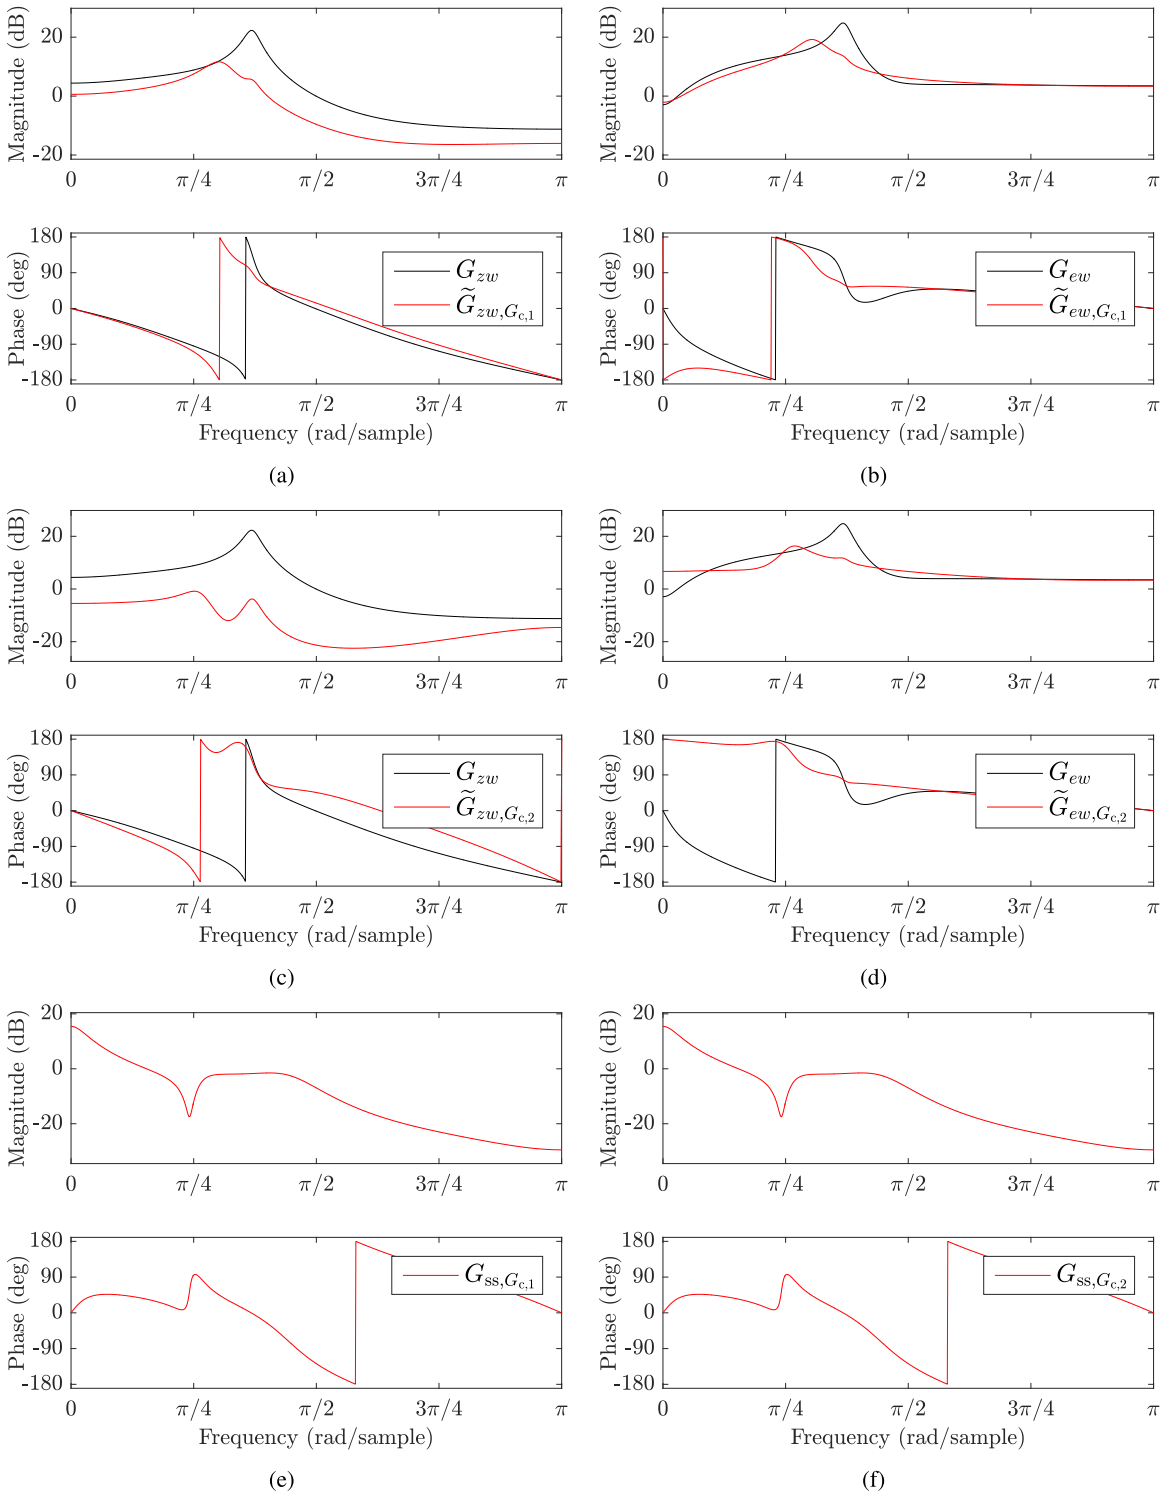 Magnitude (dB)
20
0
-20
0 π/4 π/2 3π/4 π
Phase (deg)
180
90
0
-90
-180
G_zw
G̃_zw,G_c,1
0 π/4 π/2 3π/4 π
Frequency (rad/sample)
(a)
Magnitude (dB)
20
0
-20
0 π/4 π/2 3π/4 π
Phase (deg)
180
90
0
-90
-180
G_ew
G̃_ew,G_c,1
0 π/4 π/2 3π/4 π
Frequency (rad/sample)
(b)
Magnitude (dB)
20
0
-20
0 π/4 π/2 3π/4 π
Phase (deg)
180
90
0
-90
-180
G_zw
G̃_zw,G_c,2
0 π/4 π/2 3π/4 π
Frequency (rad/sample)
(c)
Magnitude (dB)
20
0
-20
0 π/4 π/2 3π/4 π
Phase (deg)
180
90
0
-90
-180
G_ew
G̃_ew,G_c,2
0 π/4 π/2 3π/4 π
Frequency (rad/sample)
(d)
Magnitude (dB)
20
0
-20
0 π/4 π/2 3π/4 π
Phase (deg)
180
90
0
-90
-180
G_ss,G_c,1
0 π/4 π/2 3π/4 π
Frequency (rad/sample)
(e)
Magnitude (dB)
20
0
-20
0 π/4 π/2 3π/4 π
Phase (deg)
180
90
0
-90
-180
G_ss,G_c,2
0 π/4 π/2 3π/4 π
Frequency (rad/sample)
(f)